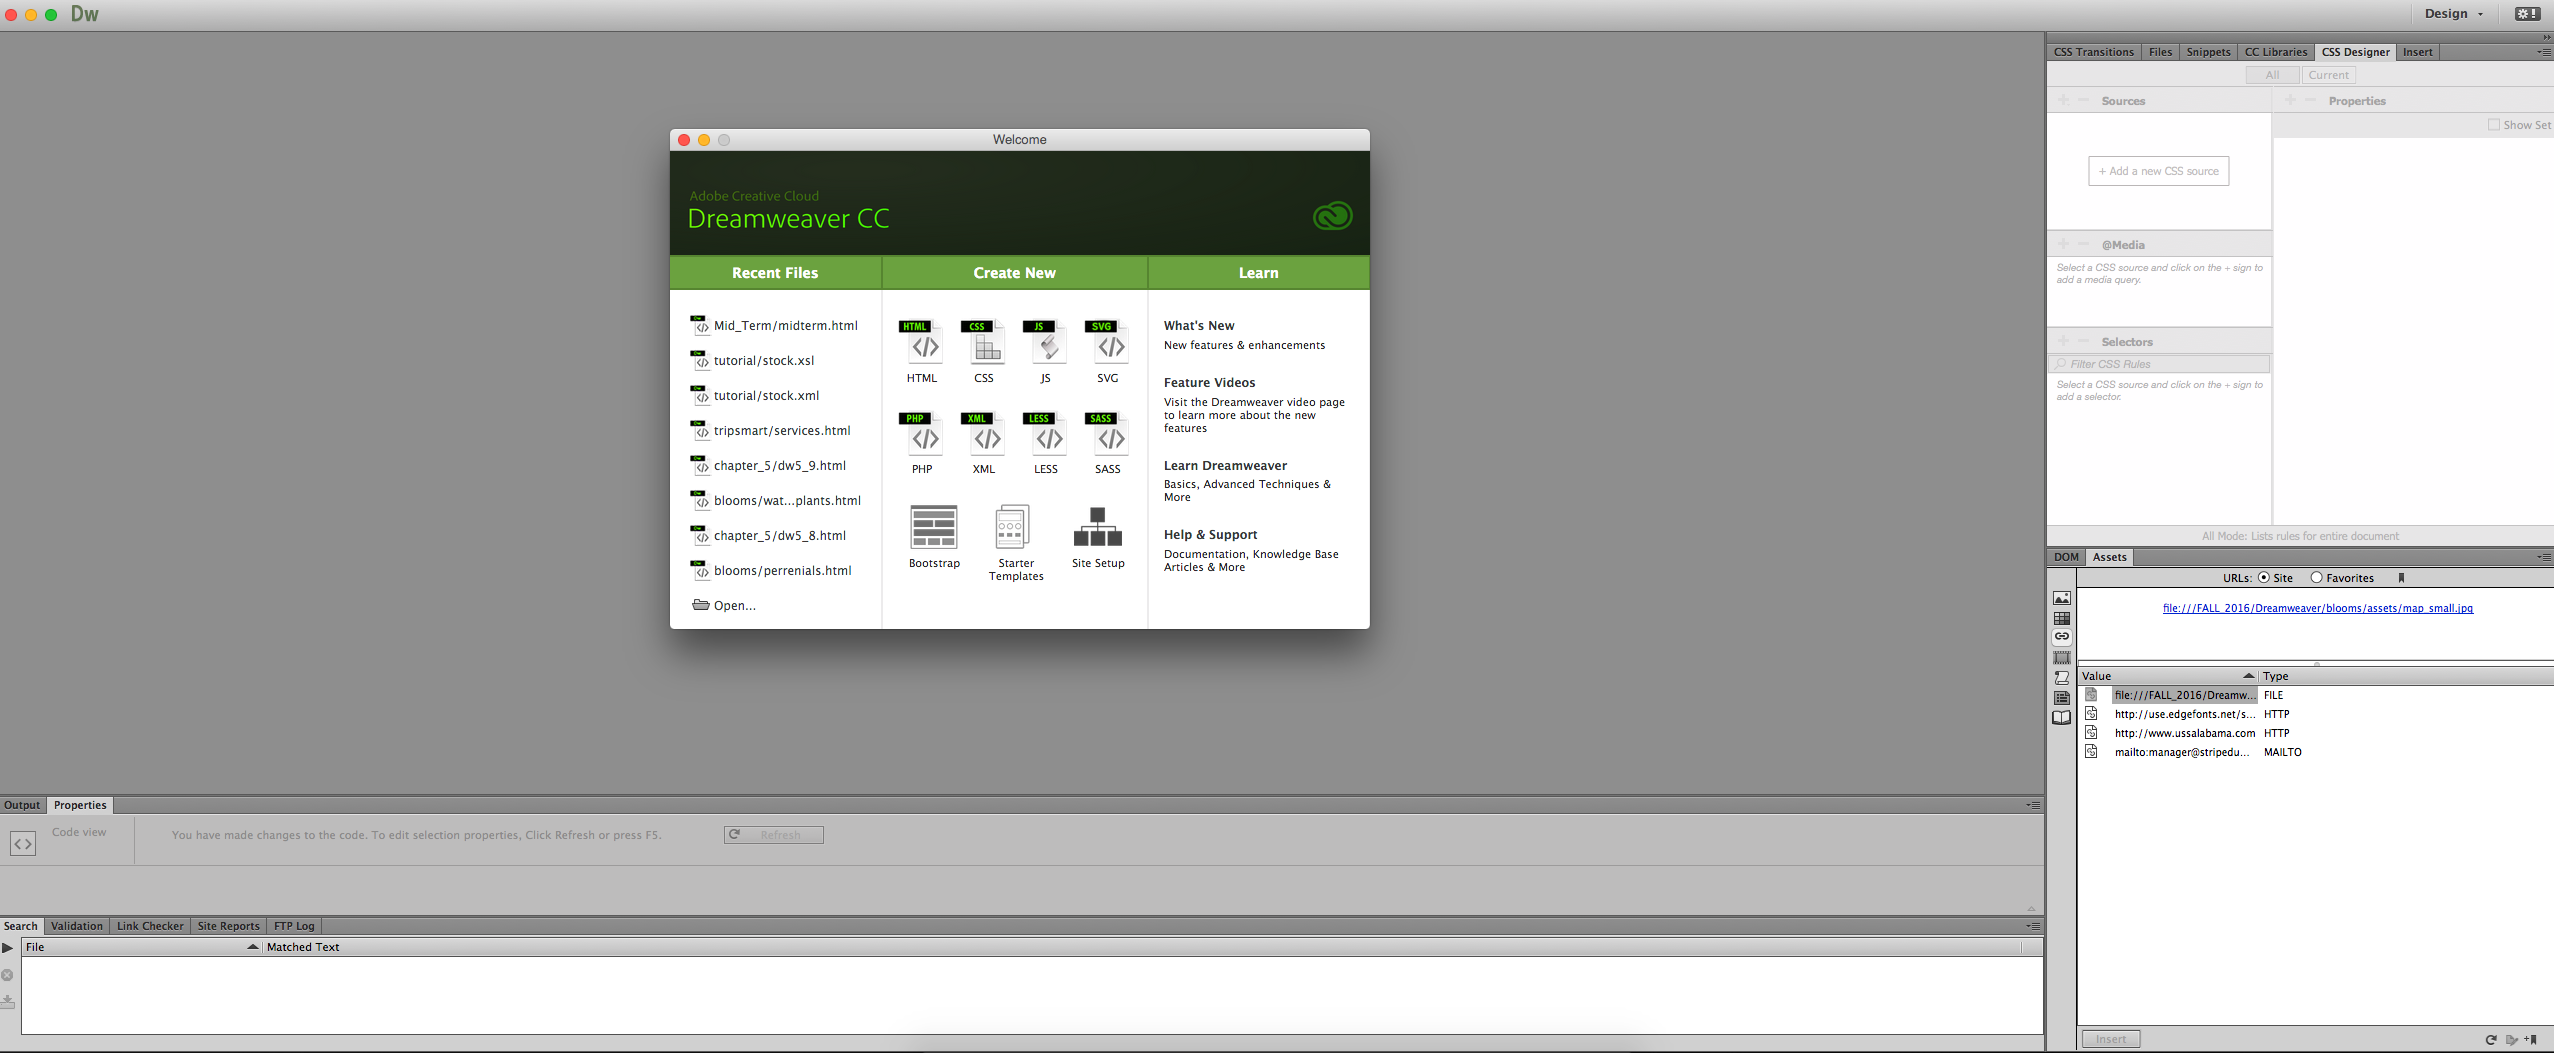 Dw
Design
CSS Transitions Files Snippets CC Libraries CSS Designer Insert
All Current
Sources
Properties
Show Set
+ Add a new CSS source
@Media
Select a CSS source and click on the + sign to
add a media query.
Selectors
Filter CSS Rules
Select a CSS source and click on the + sign to
add a selector.
All Mode: Lists rules for entire document
Welcome
Adobe Creative Cloud
Dreamweaver CC
Recent Files
Mid_Term/midterm.html
tutorial/stock.xsl
tutorial/stock.xml
tripsmart/services.html
chapter_5/dw5_9.html
blooms/wat...plants.html
chapter_5/dw5_8.html
blooms/perrenials.html
Open...
Create New
HTML CSS JS SVG
HTML CSS JS SVG
PHP XML LESS SASS
PHP XML LESS SASS
Bootstrap
Starter
Templates
Site Setup
Learn
What's New
New features & enhancements
Feature Videos
Visit the Dreamweaver video page
to learn more about the new
features
Learn Dreamweaver
Basics, Advanced Techniques &
More
Help & Support
Documentation, Knowledge Base
Articles & More
DOM Assets
URLs: Site Favorites
file:///FALL_2016/Dreamweaver/blooms/assets/map_small.jpg
Value Type
file:///FALL_2016/Dreamw... FILE
http://use.edgefonts.net/s... HTTP
http://www.ussalabama.com HTTP
mailto:manager@stripedu... MAILTO
Insert
Output Properties
Code view
You have made changes to the code. To edit selection properties, Click Refresh or press F5.
Refresh
Search Validation Link Checker Site Reports FTP Log
File Matched Text